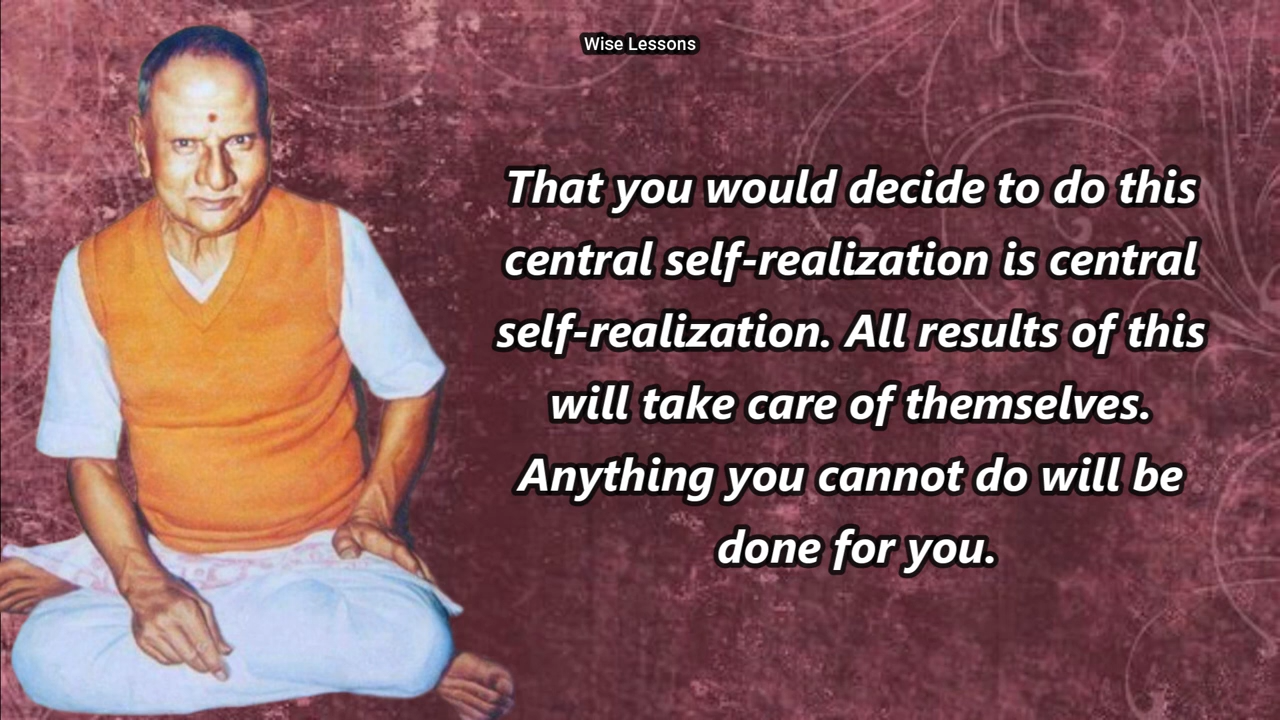 Wise Lessons
That you would decide to do this
central self-realization is central
self-realization. All results of this
will take care of themselves.
Anything you cannot do will be
done for you.